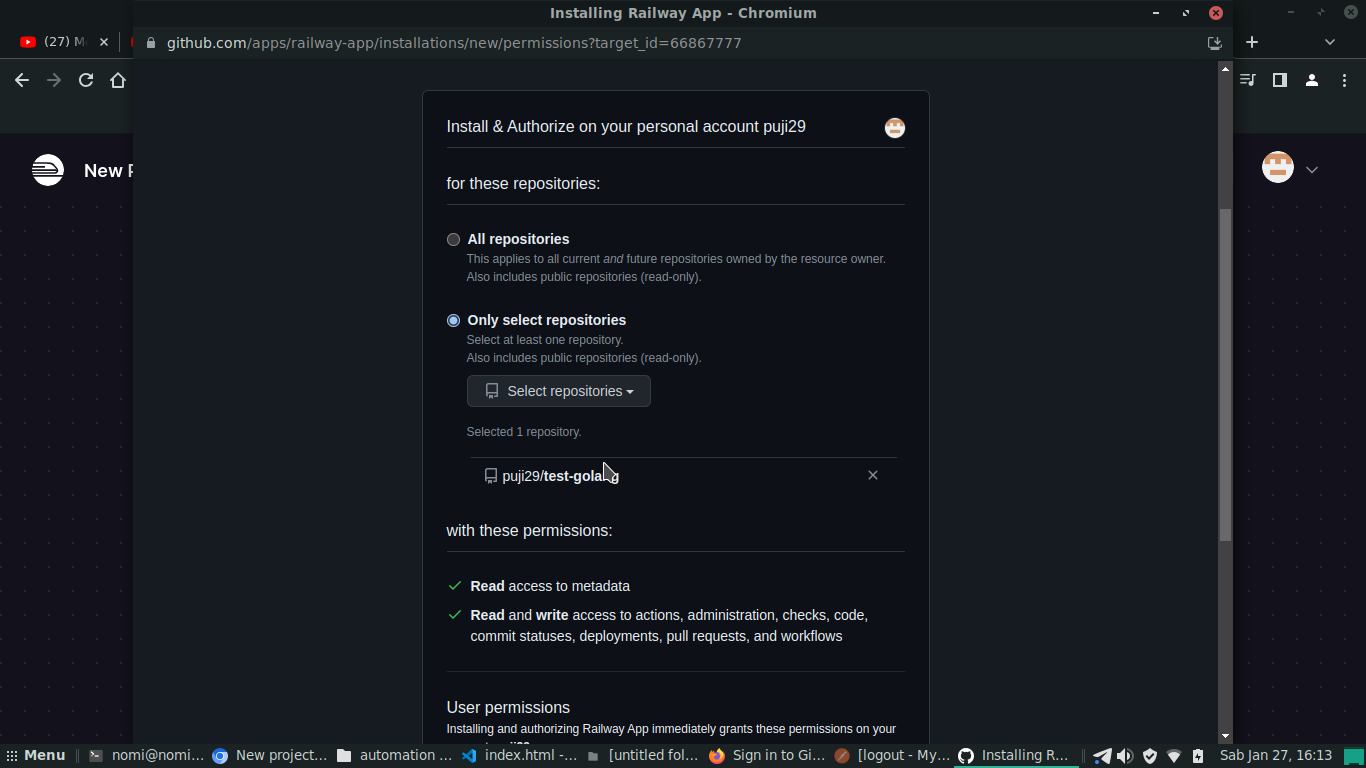 Installing Railway App - Chromium
(27) M
github.com/apps/railway-app/installations/new/permissions?target_id=66867777
New
Install & Authorize on your personal account puji29
for these repositories:
All repositories
This applies to all current and future repositories owned by the resource owner.
Also includes public repositories (read-only).
Only select repositories
Select at least one repository.
Also includes public repositories (read-only).
Select repositories
Selected 1 repository.
puji29/test-golang
with these permissions:
Read access to metadata
Read and write access to actions, administration, checks, code,
commit statuses, deployments, pull requests, and workflows
User permissions
Installing and authorizing Railway App immediately grants these permissions on your
Menu nomi@nomi... New project... automation ... index.html -... [untitled fol... Sign in to Gi... [logout - My... Installing R... Sab Jan 27, 16:13